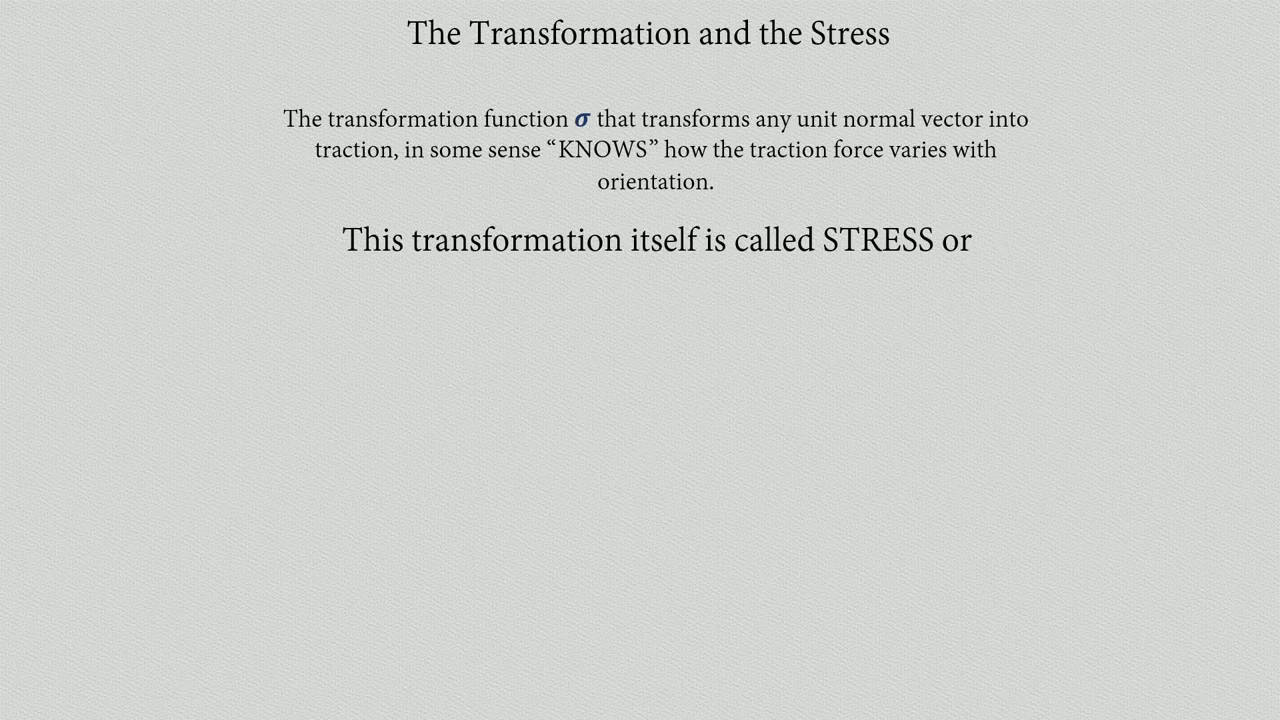 The Transformation and the Stress
The transformation function σ that transforms any unit normal vector into
traction, in some sense “KNOWS” how the traction force varies with
orientation.
This transformation itself is called STRESS or